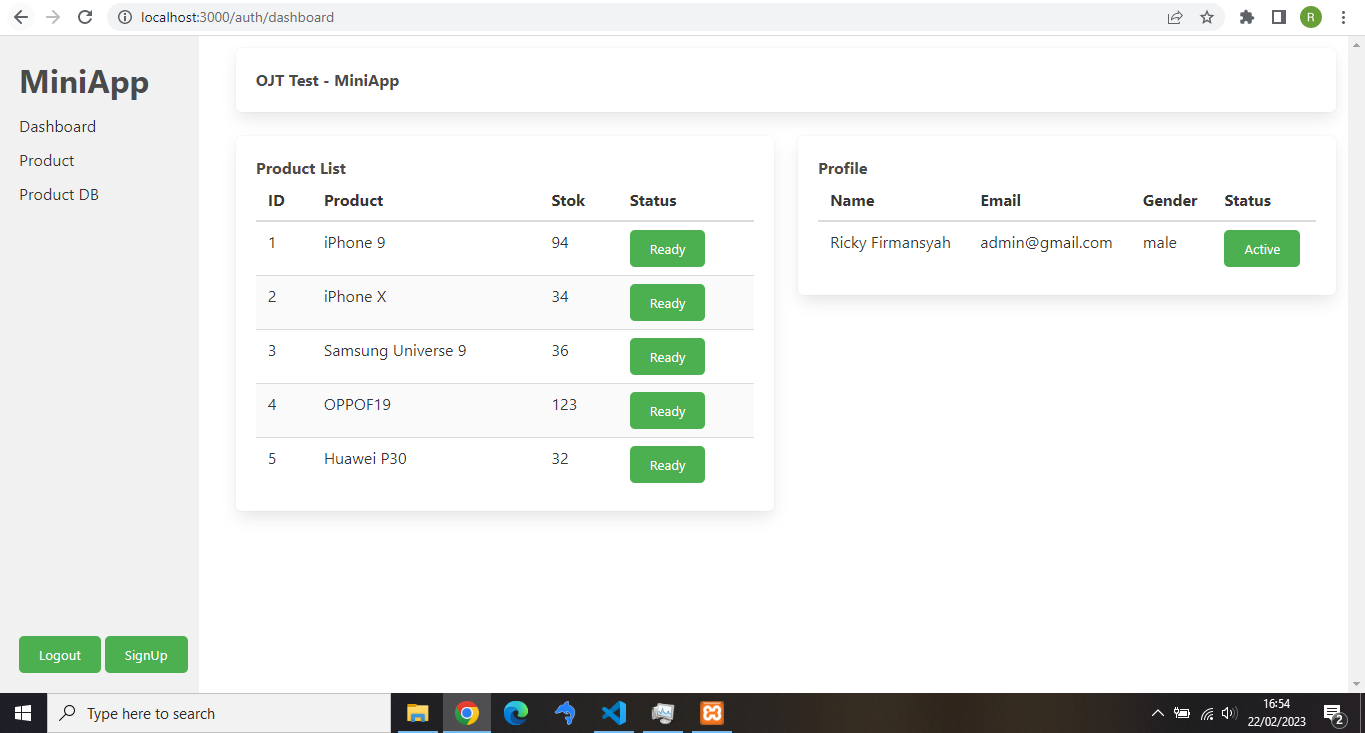 localhost:3000/auth/dashboard
R
MiniApp
Dashboard
Product
Product DB
Logout SignUp
OJT Test - MiniApp
Product List
ID Product Stok Status
1 iPhone 9 94 Ready
2 iPhone X 34 Ready
3 Samsung Universe 9 36 Ready
4 OPPOF19 123 Ready
5 Huawei P30 32 Ready
Profile
Name Email Gender Status
Ricky Firmansyah admin@gmail.com male Active
Type here to search
16:54
22/02/2023
2